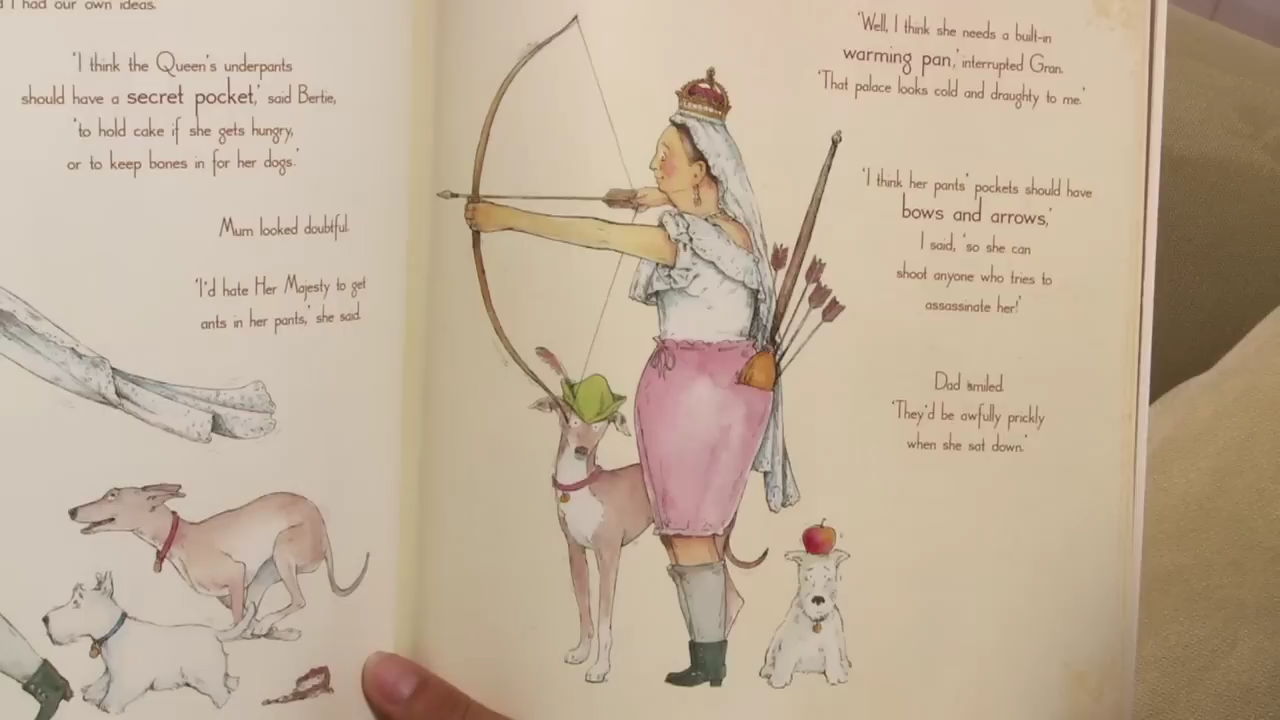 I had our own ideas.
'I think the Queen's underpants
should have a secret pocket,' said Bertie,
'to hold cake if she gets hungry,
or to keep bones in for her dogs.'
Mum looked doubtful.
'I'd hate Her Majesty to get
ants in her pants,' she said.
'Well, I think she needs a built-in
warming pan,' interrupted Gran.
'That palace looks cold and draughty to me.'
'I think her pants' pockets should have
bows and arrows,'
I said, 'so she can
shoot anyone who tries to
assassinate her!'
Dad smiled.
'They'd be awfully prickly
when she sat down.'